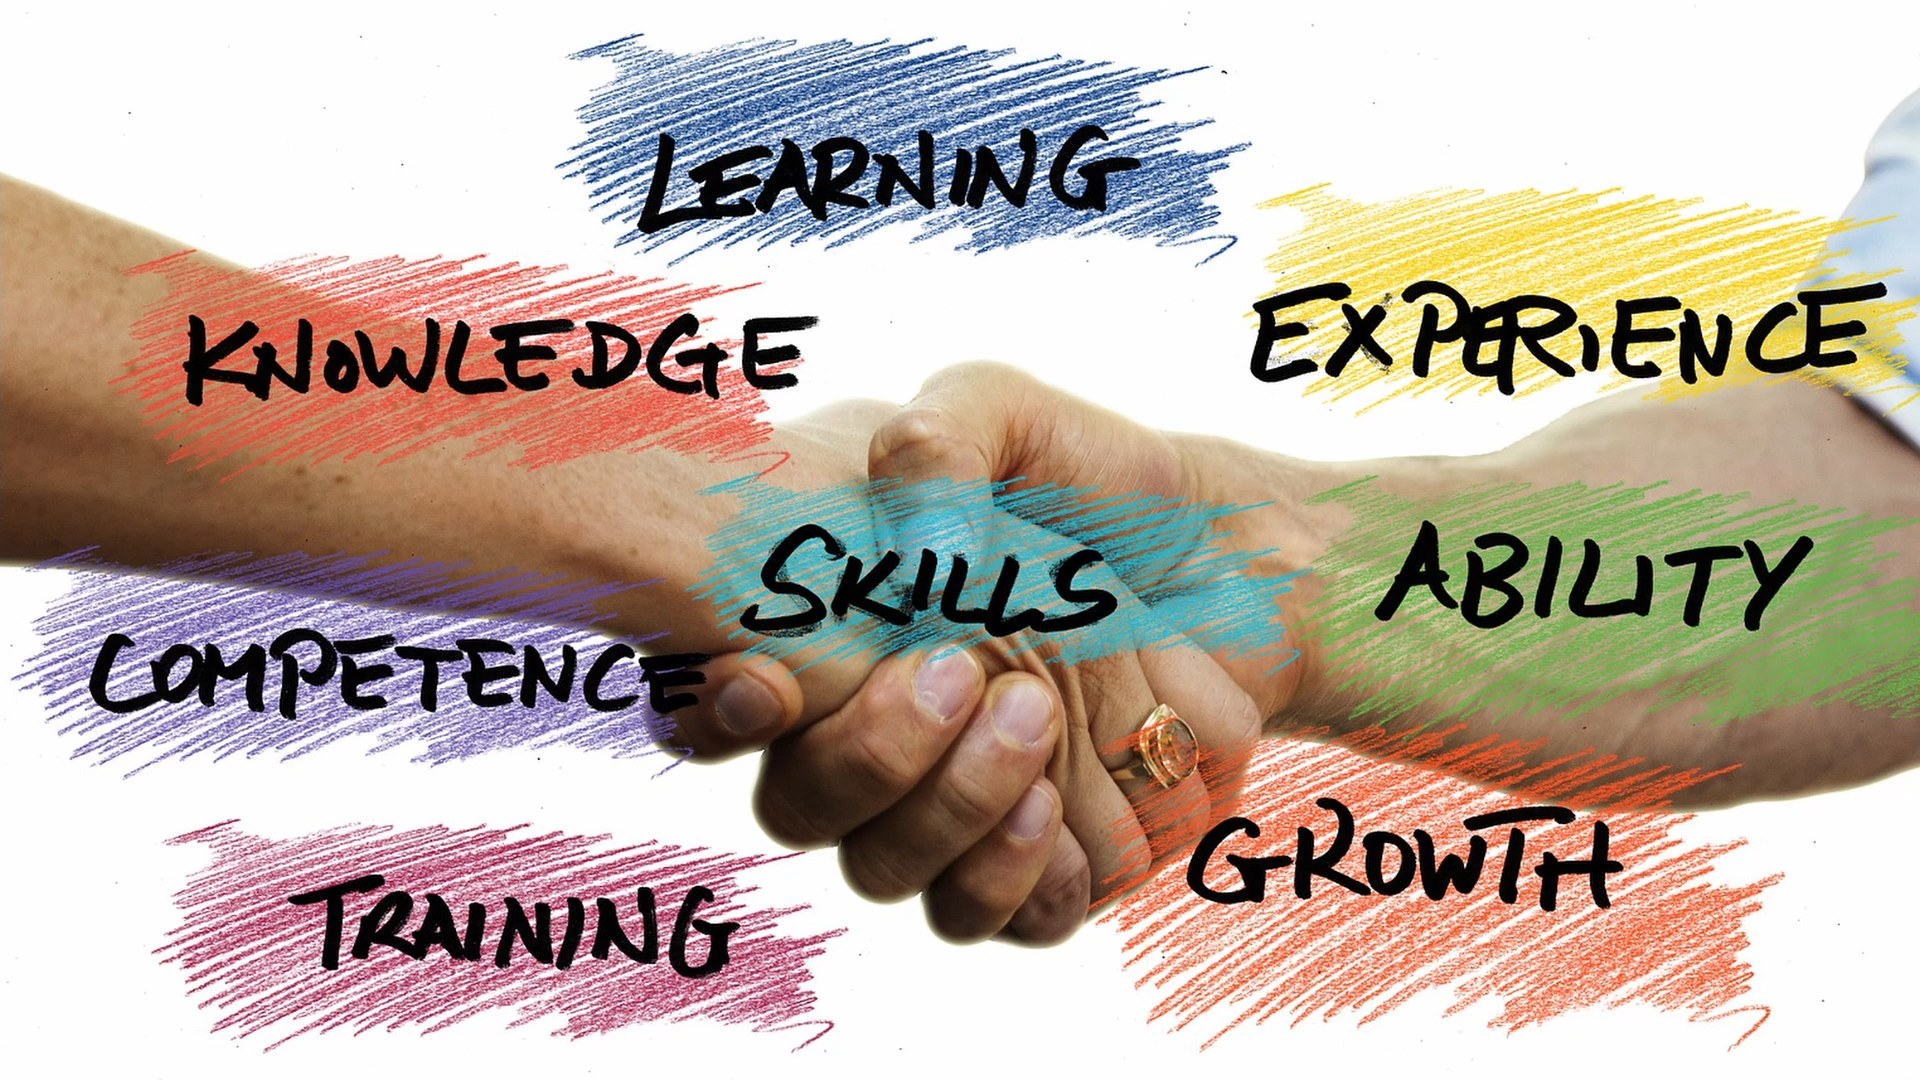 LEARNING
EXPERIENCE
KNOWLEDGE
SKILLS
ABILITY
COMPETENCE
GROWTH
TRAINING